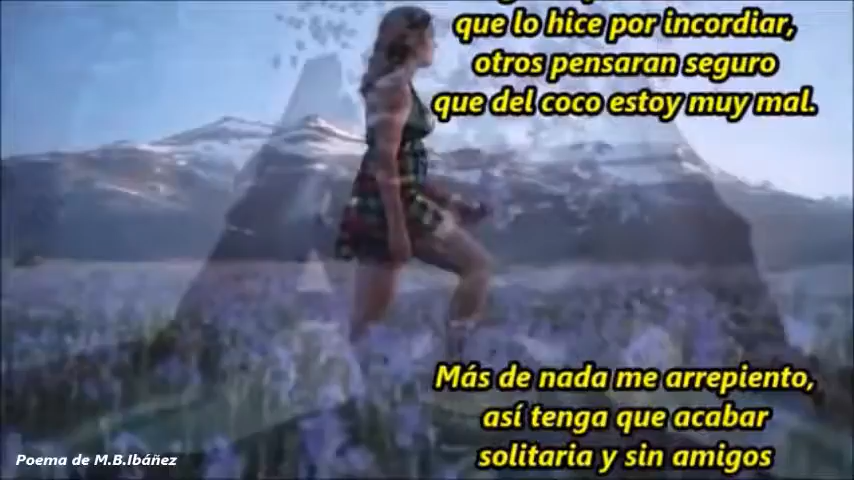 que lo hice por incordiar,
otros pensaran seguro
que del coco estoy muy mal.
Más de nada me arrepiento,
así tenga que acabar
solitaria y sin amigos
Poema de M.B.Ibáñez